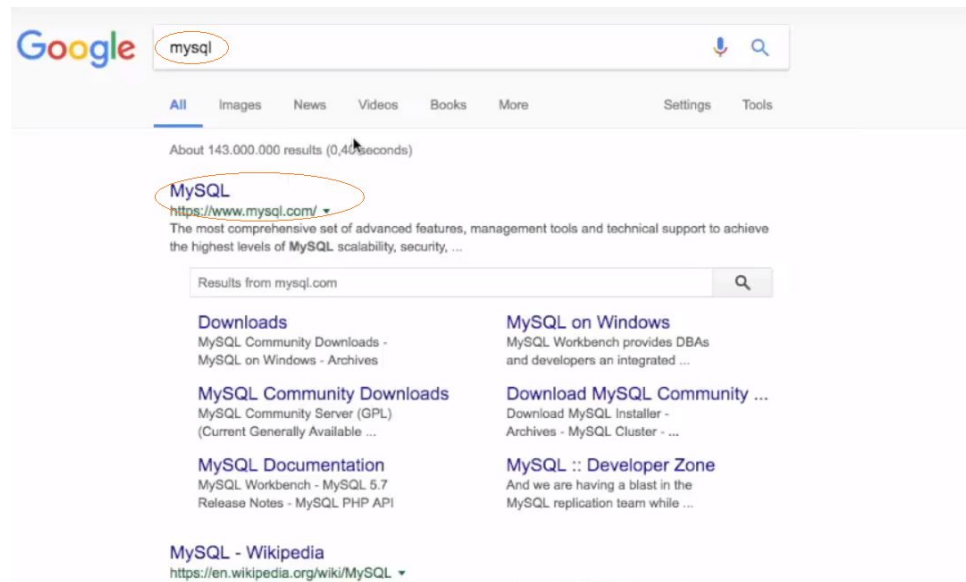 Google
mysql
All Images News Videos Books More Settings Tools
About 143.000.000 results (0,40 seconds)
MySQL
https://www.mysql.com/
The most comprehensive set of advanced features, management tools and technical support to achieve
the highest levels of MySQL scalability, security, ...
Results from mysql.com
Downloads
MySQL Community Downloads -
MySQL on Windows - Archives
MySQL on Windows
MySQL Workbench provides DBAs
and developers an integrated ...
MySQL Community Downloads
MySQL Community Server (GPL)
(Current Generally Available ...
Download MySQL Community ...
Download MySQL Installer -
Archives - MySQL Cluster - ...
MySQL Documentation
MySQL Workbench - MySQL 5.7
Release Notes - MySQL PHP API
MySQL :: Developer Zone
And we are having a blast in the
MySQL replication team while ...
MySQL - Wikipedia
https://en.wikipedia.org/wiki/MySQL